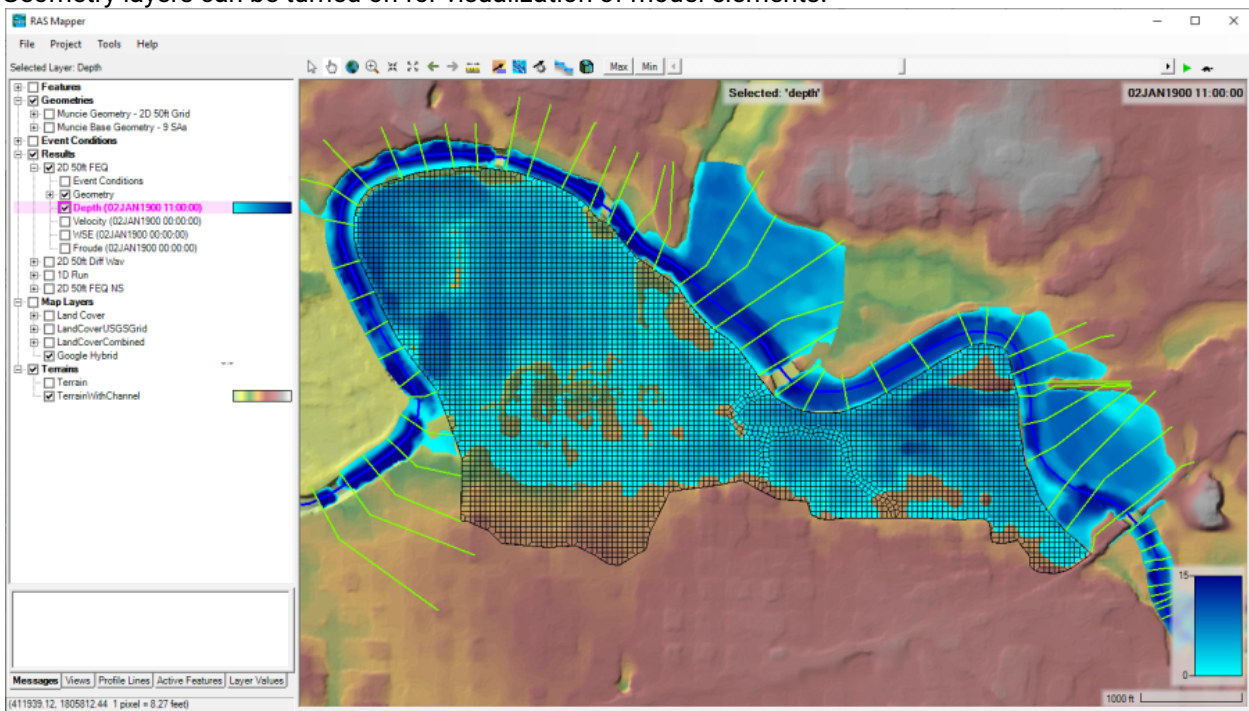 Geometry layers can be turned on for visualization of model elements.
RAS Mapper
File Project Tools Help
Selected Layer: Depth
Max Min
Features
Geometries
Muncie Geometry - 2D 50ft Grid
Muncie Base Geometry - 9 SAs
Event Conditions
Results
2D 50ft FEQ
Event Conditions
Geometry
Depth (02JAN1900 11:00:00)
Velocity (02JAN1900 00:00:00)
WSE (02JAN1900 00:00:00)
Froude (02JAN1900 00:00:00)
2D 50ft Diff Wav
1D Run
2D 50ft FEQ NS
Map Layers
Land Cover
LandCoverUSGSGrid
LandCoverCombined
Google Hybrid
Terrains
Terrain
TerrainWithChannel
Selected: 'depth'
02JAN1900 11:00:00
15
0
1000 ft
Messages Views Profile Lines Active Features Layer Values
(411939.12, 1805812.44 1 pixel = 8.27 feet)